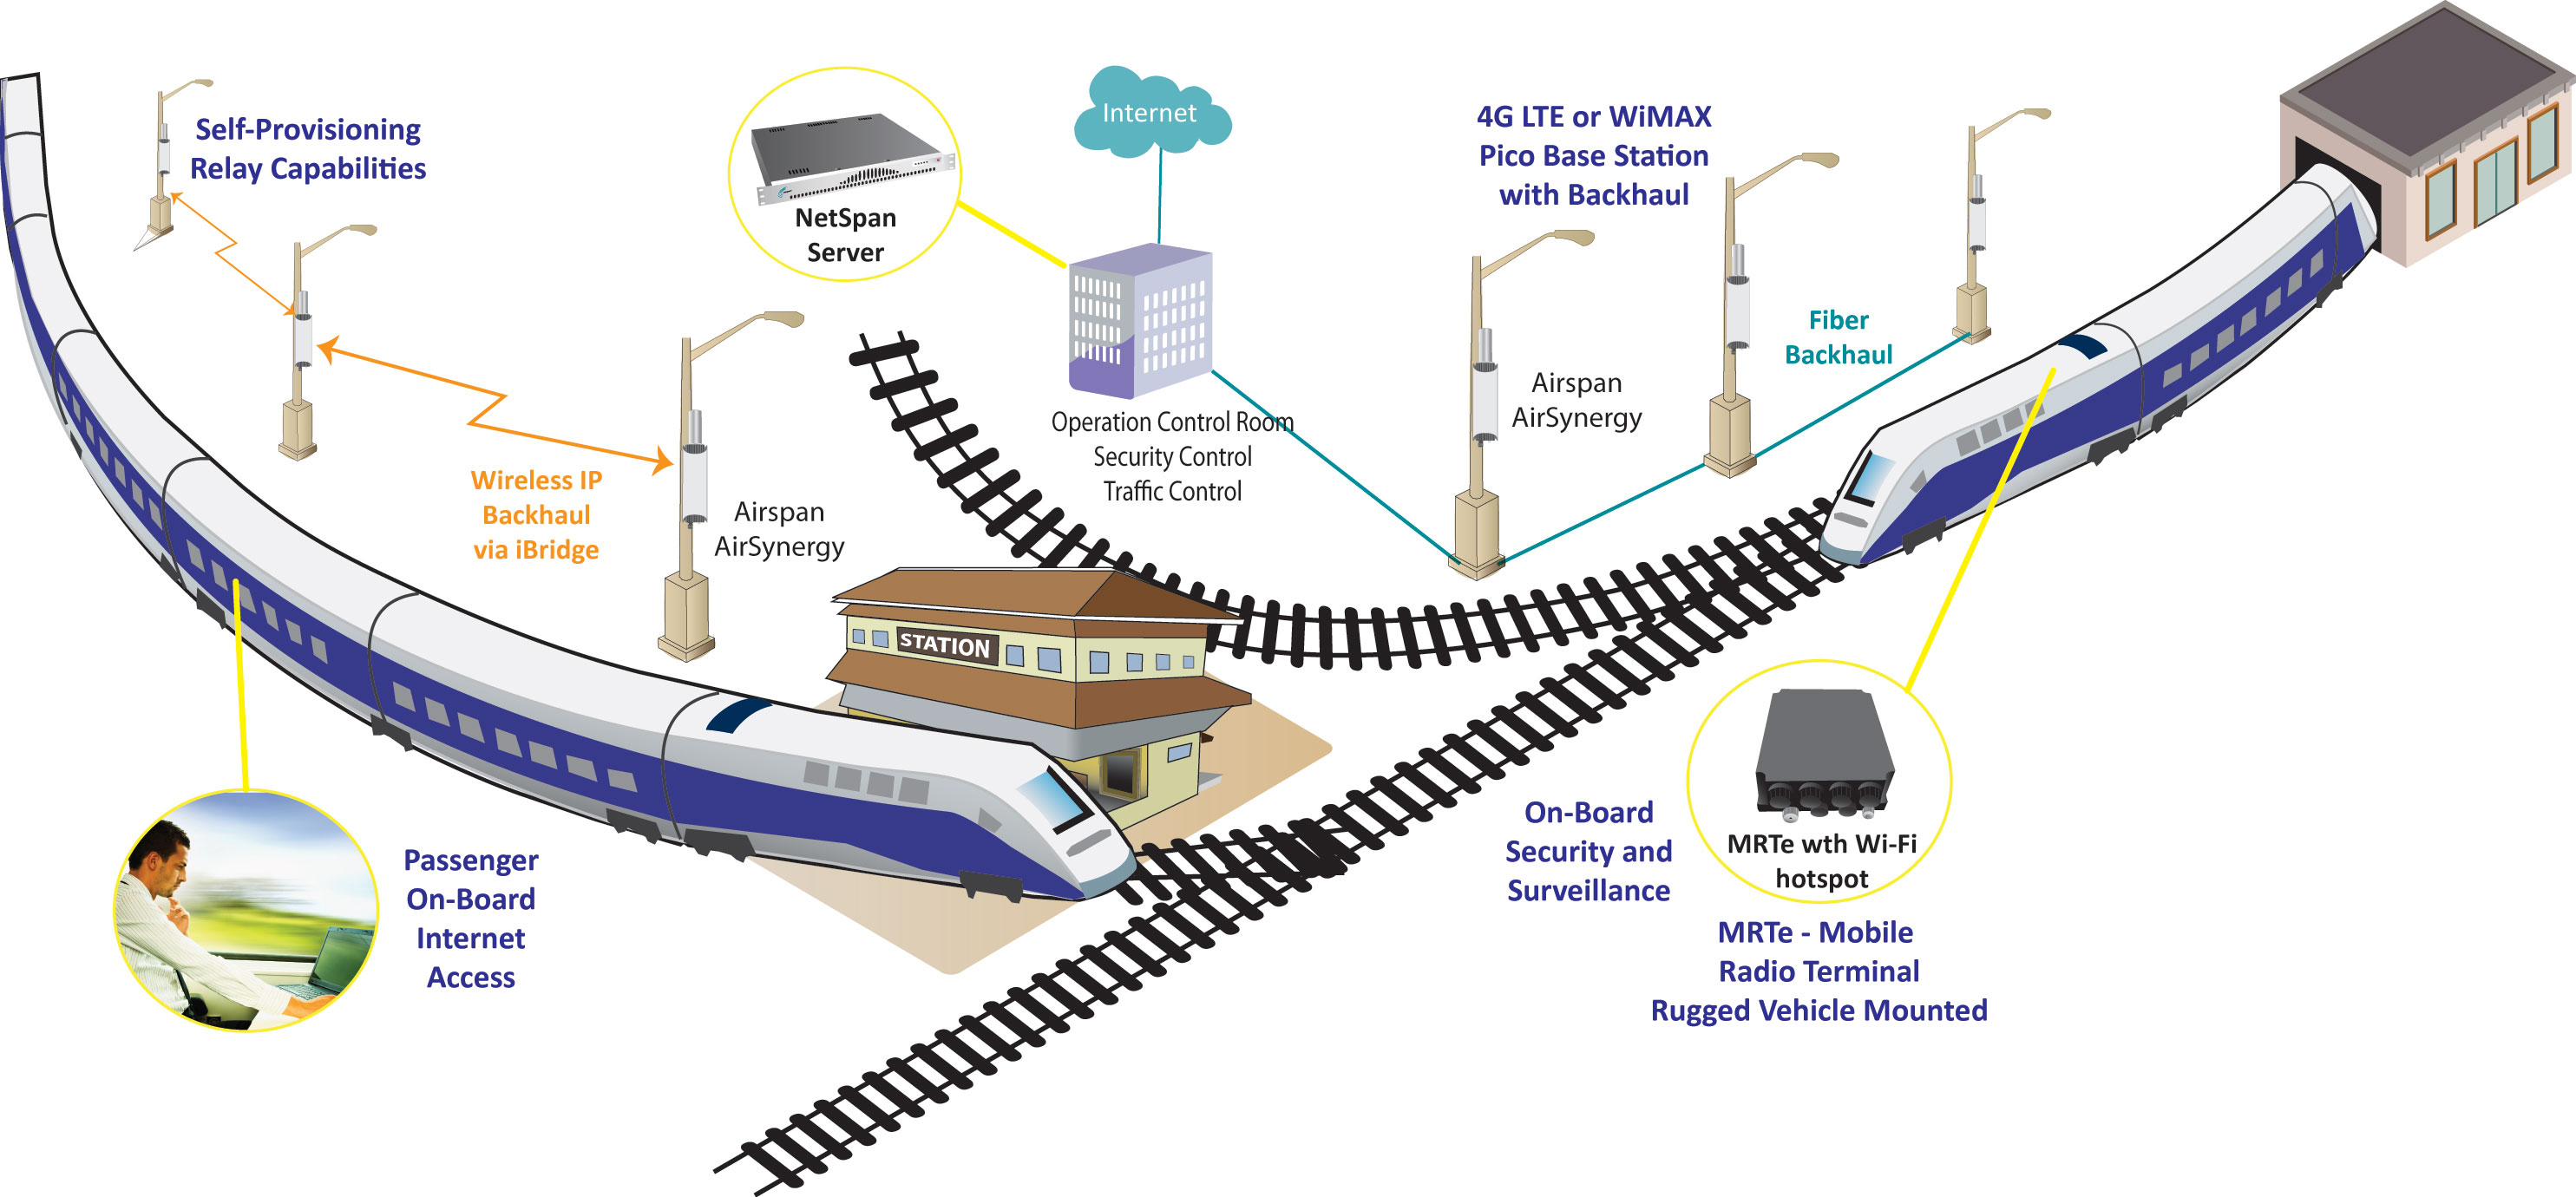 Self-Provisioning
Relay Capabilities
NetSpan
Server
Internet
4G LTE or WiMAX
Pico Base Station
with Backhaul
Fiber
Backhaul
Airspan
AirSynergy
Operation Control Room
Security Control
Traffic Control
Wireless IP
Backhaul
via iBridge
Airspan
AirSynergy
STATION
Passenger
On-Board
Internet
Access
On-Board
Security and
Surveillance
MRTe wth Wi-Fi
hotspot
MRTe - Mobile
Radio Terminal
Rugged Vehicle Mounted